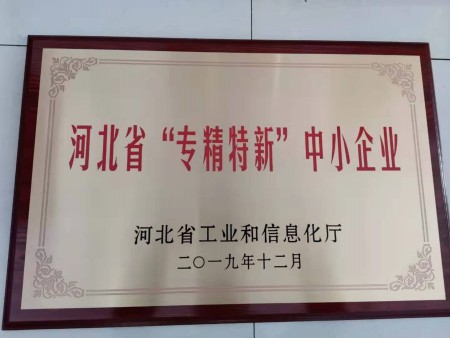 河北省“专精特新”中小企业
河北省工业和信息化厅
二〇一九年十二月